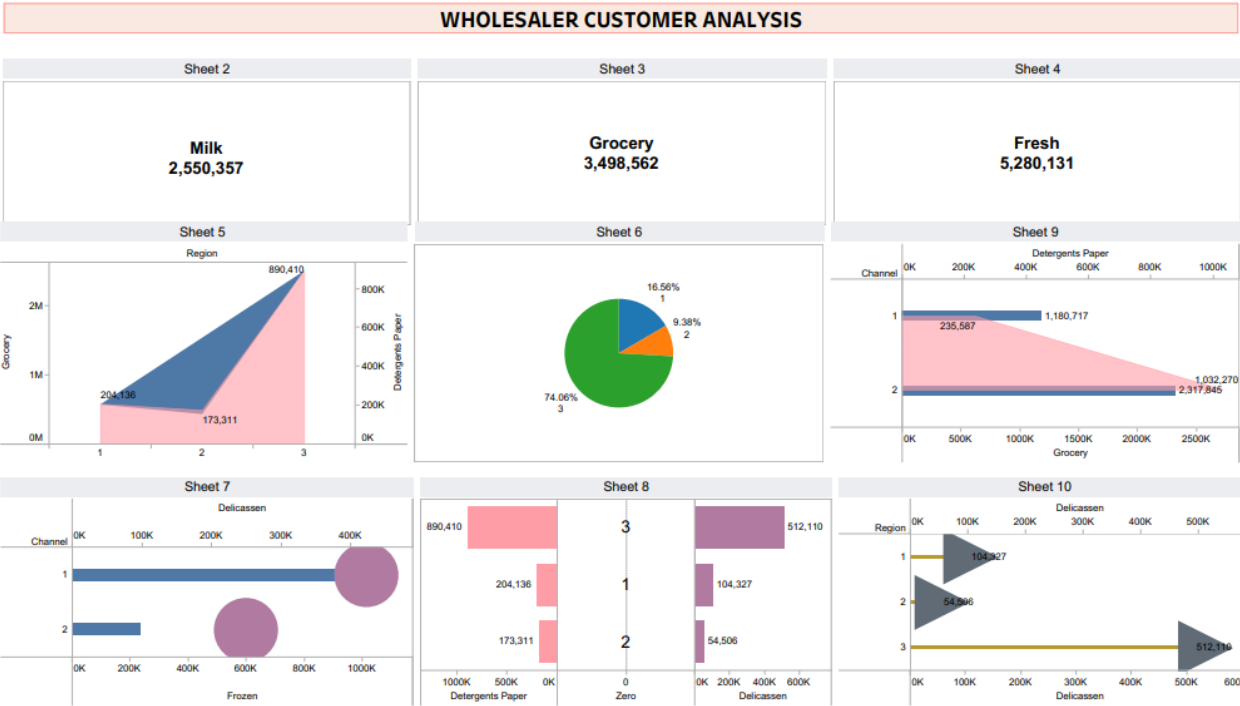 WHOLESALER CUSTOMER ANALYSIS
Sheet 2
Milk
2,550,357
Sheet 3
Grocery
3,498,562
Sheet 4
Fresh
5,280,131
Sheet 5
Region
890,410
2M
1M
0M
Grocery
204,136
173,311
800K
600K
400K
200K
0K
Detergents Paper
1 2 3
Sheet 6
16.56%
1
9.38%
2
74.06%
3
Sheet 9
Detergents Paper
Channel
0K 200K 400K 600K 800K 1000K
1
1,180,717
235,587
1,032,270
2
2,317,845
0K 500K 1000K 1500K 2000K 2500K
Grocery
Sheet 7
Delicassen
Channel
0K 100K 200K 300K 400K
1
2
0K 200K 400K 600K 800K 1000K
Frozen
Sheet 8
890,410 3 512,110
204,136 1 104,327
173,311 2 54,506
1000K 500K 0K 0 0K 200K 400K 600K
Detergents Paper Zero Delicassen
Sheet 10
Delicassen
Region
0K 100K 200K 300K 400K 500K
1 104,327
2 54,506
3 512,110
0K 100K 200K 300K 400K 500K 600
Delicassen